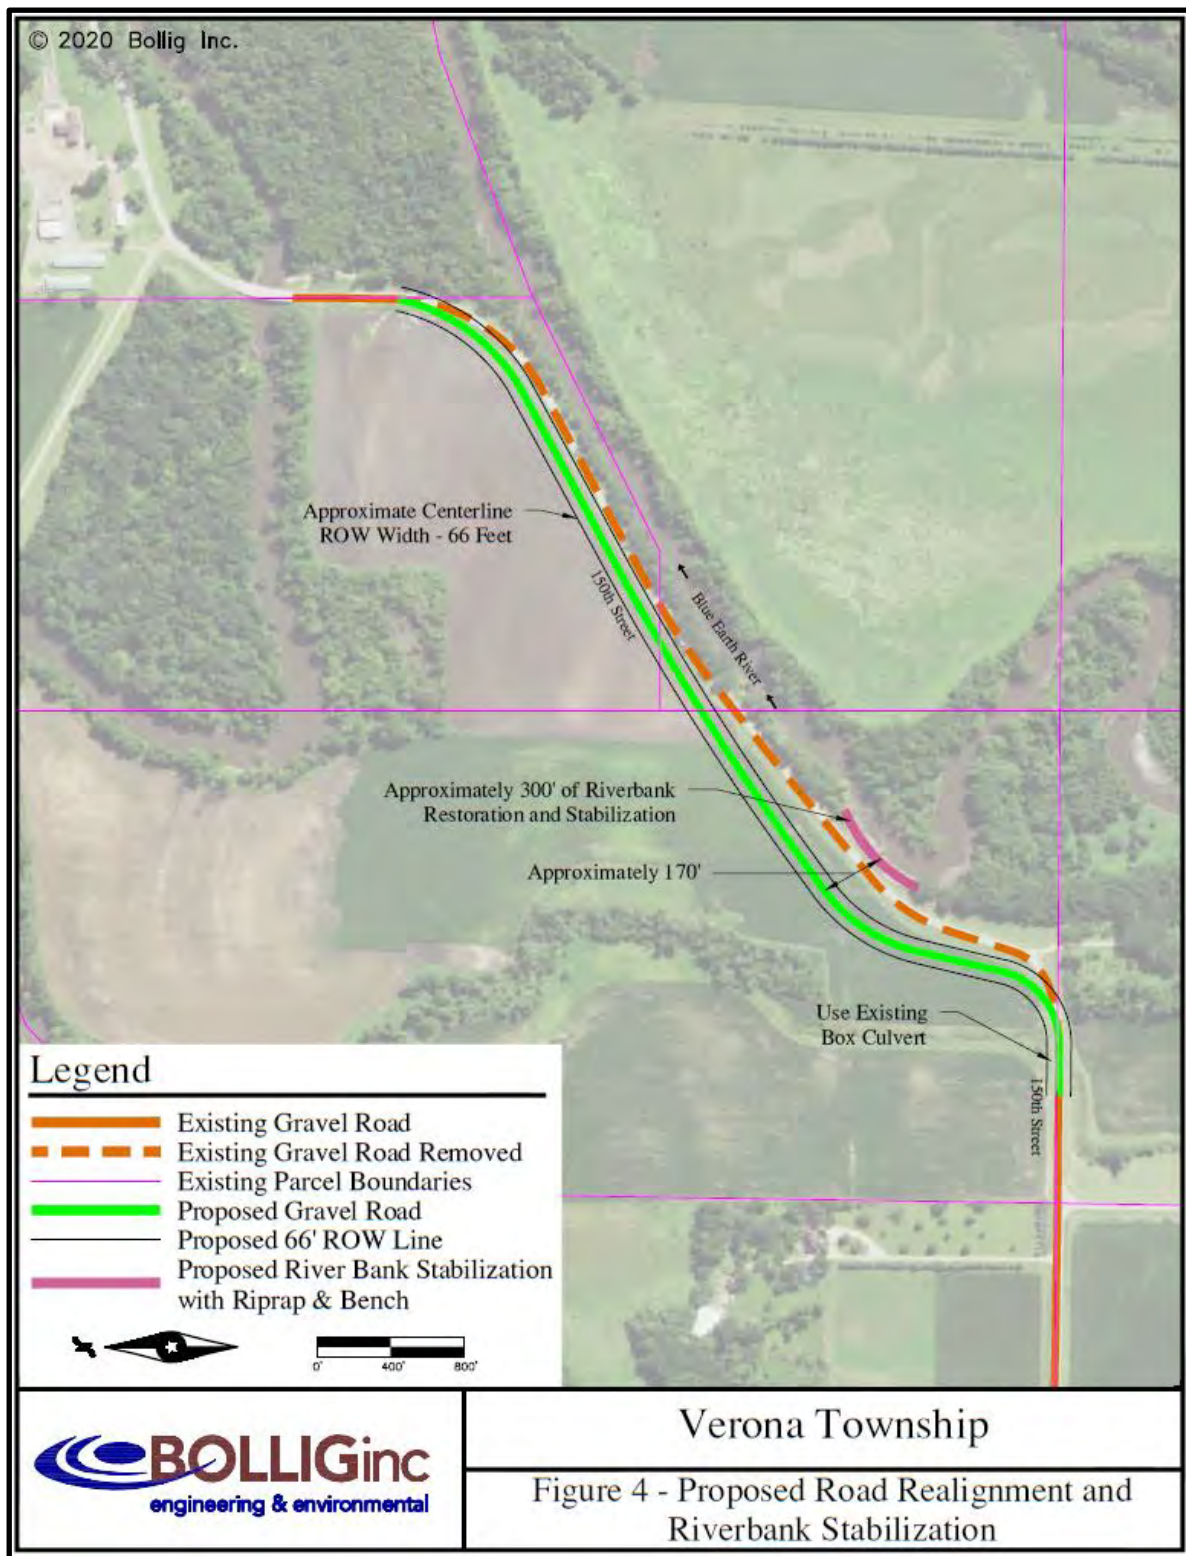 © 2020 Bollig Inc.
Approximate Centerline
ROW Width - 66 Feet
150th Street
Blue Earth River
Approximately 300' of Riverbank
Restoration and Stabilization
Approximately 170'
Use Existing
Box Culvert
150th Street
Legend
Existing Gravel Road
Existing Gravel Road Removed
Existing Parcel Boundaries
Proposed Gravel Road
Proposed 66' ROW Line
Proposed River Bank Stabilization
with Riprap & Bench
N
0' 400' 800'
BOLLIGinc
engineering & environmental
Verona Township
Figure 4 - Proposed Road Realignment and
Riverbank Stabilization